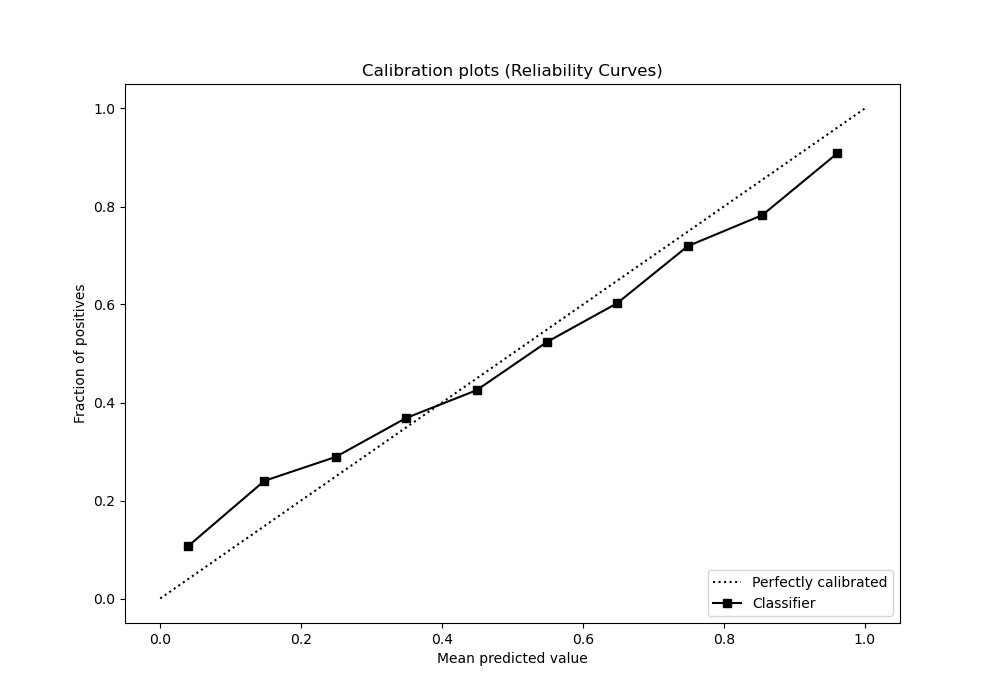 Calibration plots (Reliability Curves)
1.0
0.8
0.6
0.4
0.2
0.0
Fraction of positives
0.0 0.2 0.4 0.6 0.8 1.0
Mean predicted value
Perfectly calibrated
Classifier